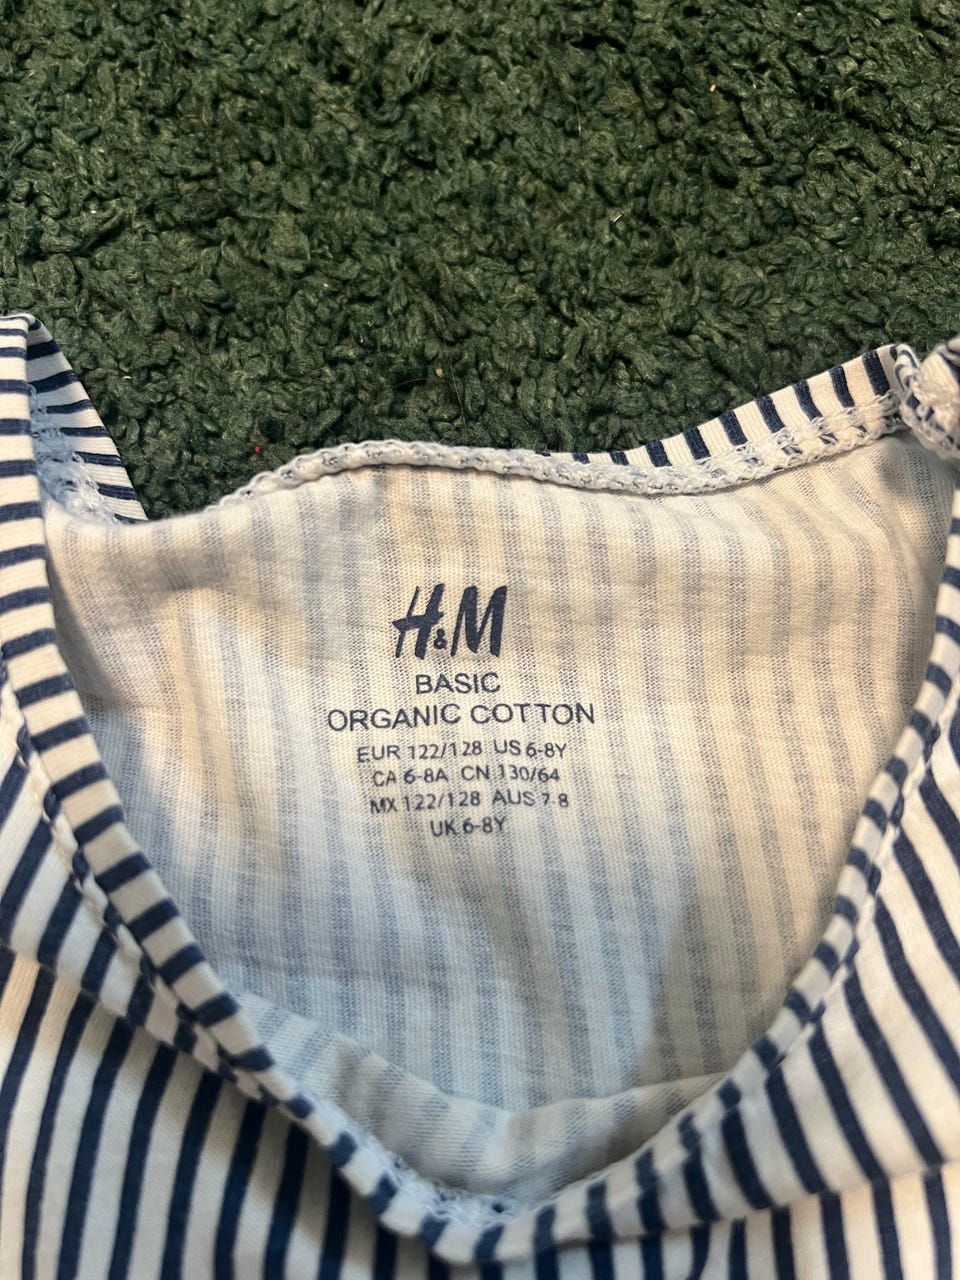 H&M
BASIC
ORGANIC COTTON
EUR 122/128 US 6-8Y
CA 6-8A CN 130/64
MX 122/128 AUS 7-8
UK 6-8Y